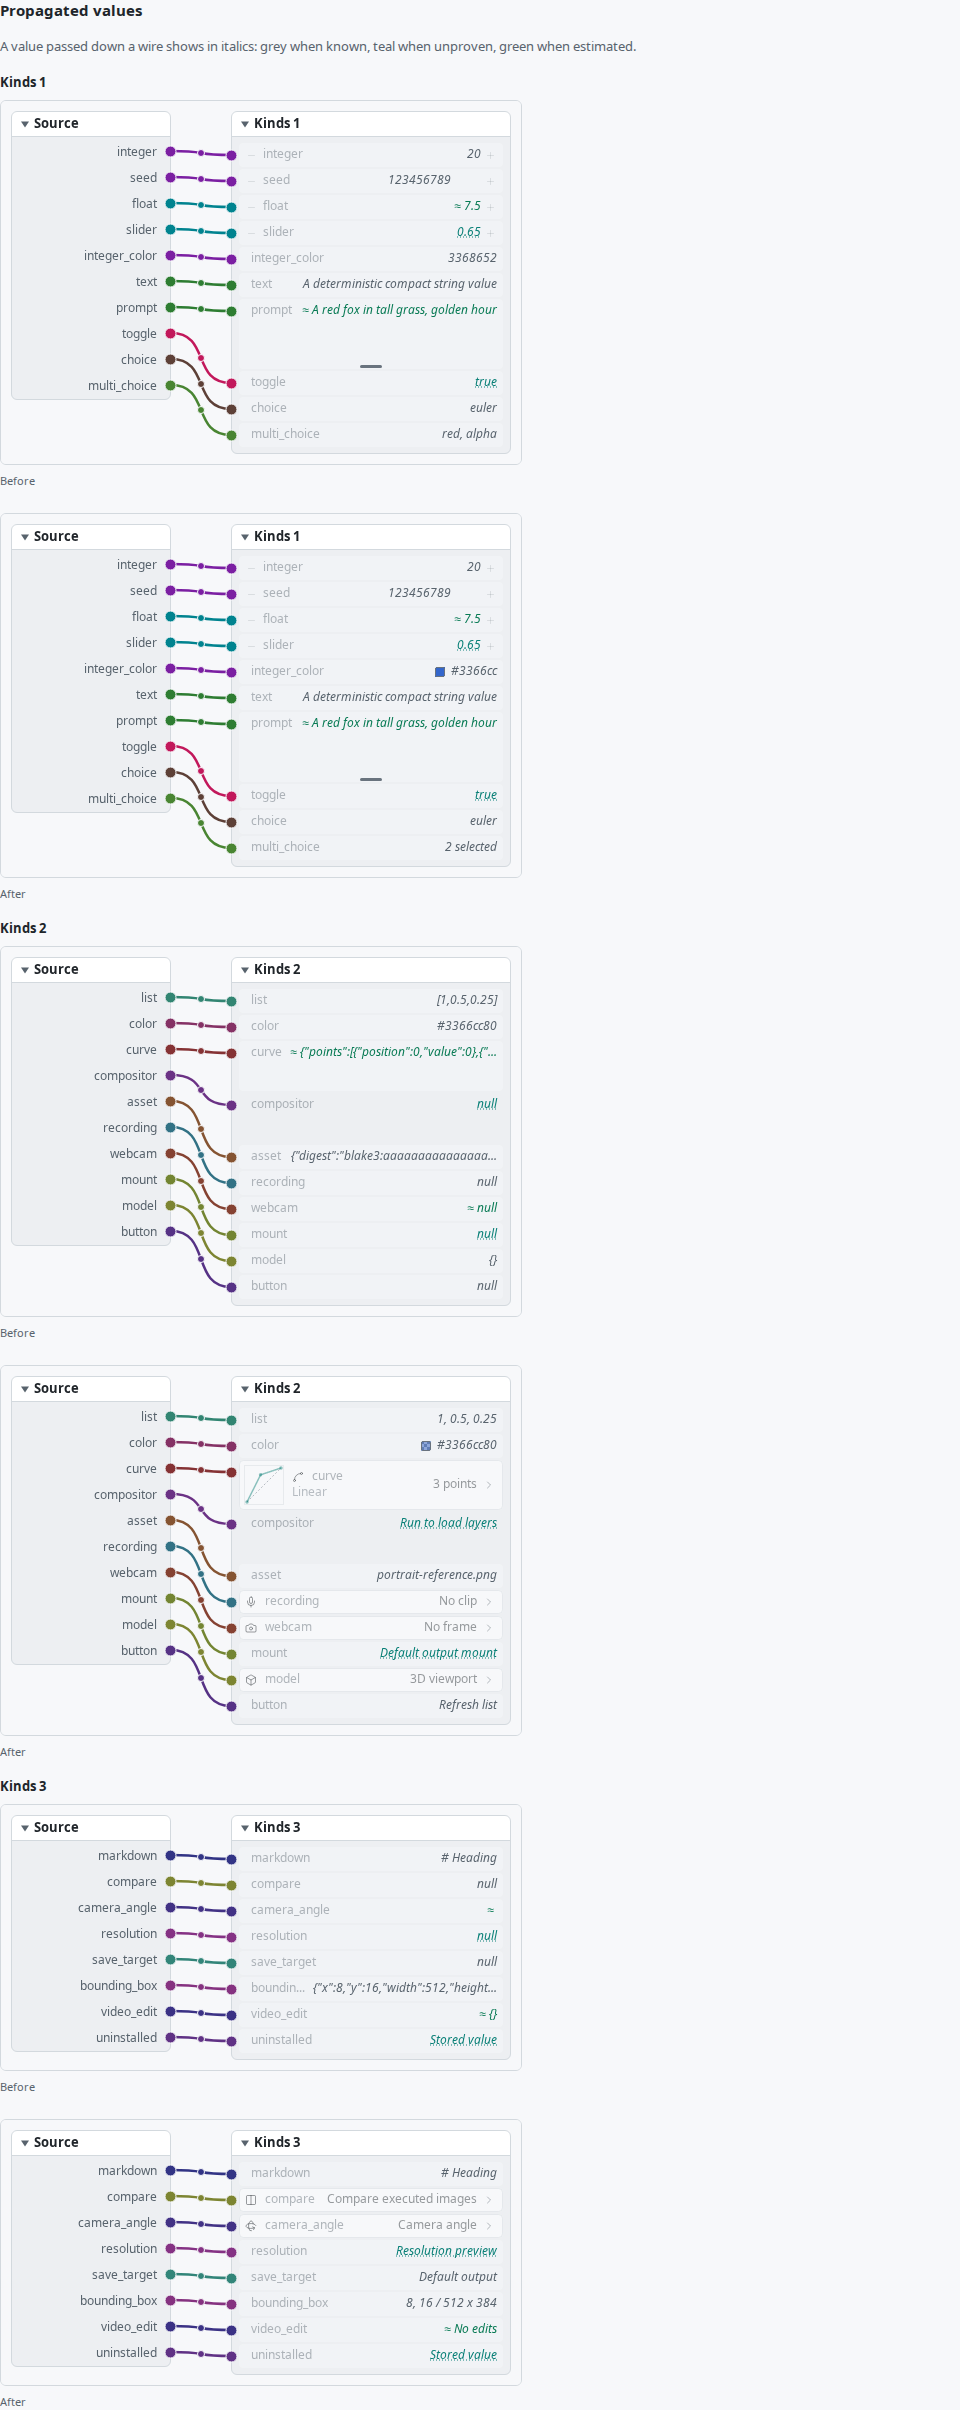 Propagated values
A value passed down a wire shows in italics: grey when known, teal when unproven, green when estimated.
Kinds 1
Source
Kinds 1
integer
– integer 20 +
seed
– seed 123456789 +
float
– float ≈ 7.5 +
slider
– slider 0.65 +
integer_color
integer_color 3368652
text
text A deterministic compact string value
prompt
prompt ≈ A red fox in tall grass, golden hour
toggle
toggle true
choice
choice euler
multi_choice
multi_choice red, alpha
Before
Source
Kinds 1
integer
– integer 20 +
seed
– seed 123456789 +
float
– float ≈ 7.5 +
slider
– slider 0.65 +
integer_color
integer_color #3366cc
text
text A deterministic compact string value
prompt
prompt ≈ A red fox in tall grass, golden hour
toggle
toggle true
choice
choice euler
multi_choice
multi_choice 2 selected
After
Kinds 2
Source
Kinds 2
list
list [1,0.5,0.25]
color
color #3366cc80
curve
curve ≈ {"points":[{"position":0,"value":0},{"...
compositor
compositor null
asset
asset {"digest":"blake3:aaaaaaaaaaaaaaa...
recording
recording null
webcam
webcam ≈ null
mount
mount null
model
model {}
button
button null
Before
Source
Kinds 2
list
list 1, 0.5, 0.25
color
color #3366cc80
curve
curve
Linear
3 points
compositor
compositor Run to load layers
asset
asset portrait-reference.png
recording
recording No clip
webcam
webcam No frame
mount
mount Default output mount
model
model 3D viewport
button
button Refresh list
After
Kinds 3
Source
Kinds 3
markdown
markdown # Heading
compare
compare null
camera_angle
camera_angle ≈
resolution
resolution null
save_target
save_target null
bounding_box
boundin... {"x":8,"y":16,"width":512,"height...
video_edit
video_edit ≈ {}
uninstalled
uninstalled Stored value
Before
Source
Kinds 3
markdown
markdown # Heading
compare
compare Compare executed images
camera_angle
camera_angle Camera angle
resolution
resolution Resolution preview
save_target
save_target Default output
bounding_box
bounding_box 8, 16 / 512 x 384
video_edit
video_edit ≈ No edits
uninstalled
uninstalled Stored value
After